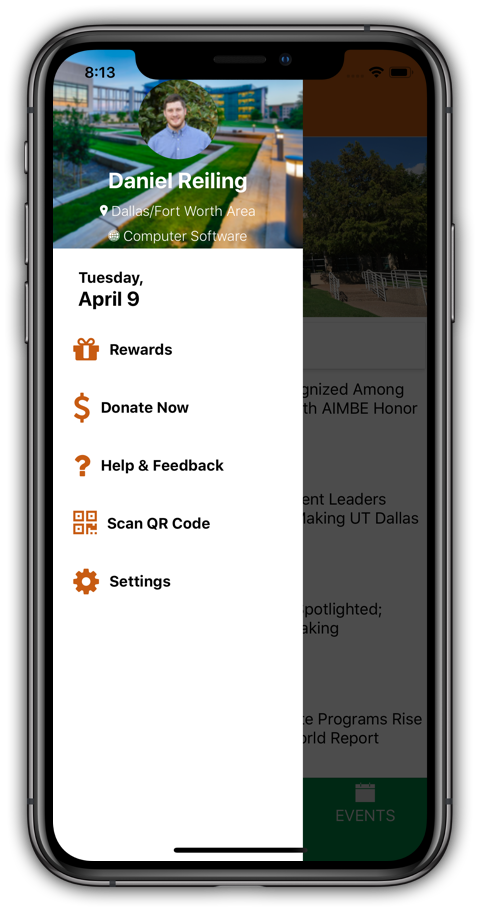 8:13
Daniel Reiling
Dallas/Fort Worth Area
Computer Software
Tuesday,
April 9
Rewards
Donate Now
Help & Feedback
Scan QR Code
Settings
gnized Among
th AIMBE Honor
ent Leaders
Making UT Dallas
potlighted;
aking
te Programs Rise
orld Report
EVENTS